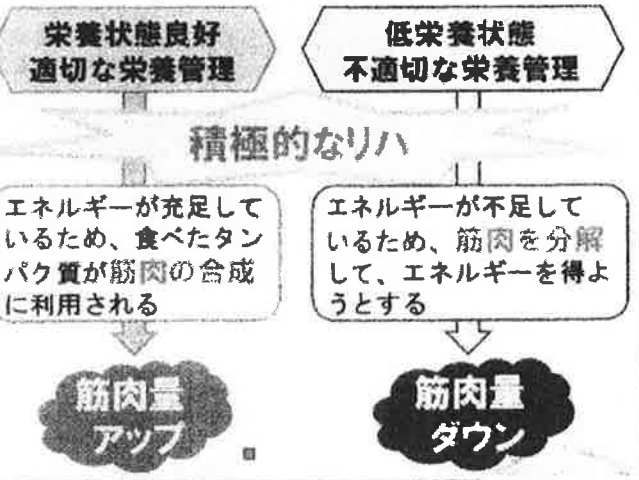 栄養状態良好
適切な栄養管理
低栄養状態
不適切な栄養管理
積極的なリハ
エネルギーが充足して
いるため、食べたタン
パク質が筋肉の合成
に利用される
エネルギーが不足して
いるため、筋肉を分解
して、エネルギーを得よ
うとする
筋肉量
アップ
筋肉量
ダウン